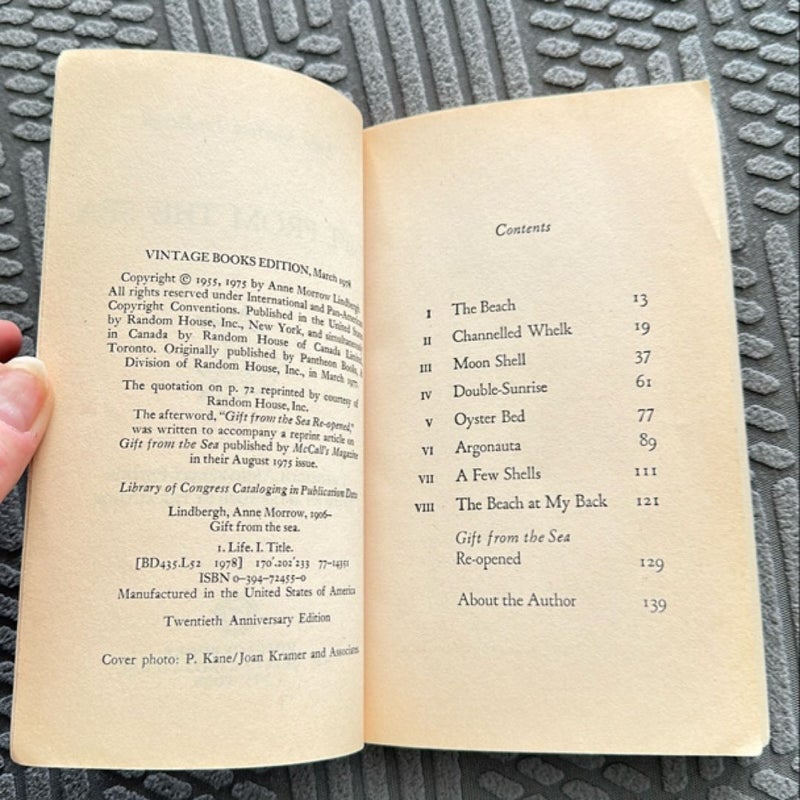 VINTAGE BOOKS EDITION, March 1978
Copyright © 1955, 1975 by Anne Morrow Lindbergh.
All rights reserved under International and Pan-American
Copyright Conventions. Published in the United States
by Random House, Inc., New York, and simultaneously
in Canada by Random House of Canada Limited,
Toronto. Originally published by Pantheon Books, A
Division of Random House, Inc., in March
The quotation on p. 72 reprinted by courtesy of
Random House, Inc.
The afterword, "Gift from the Sea Re-opened,"
was written to accompany a reprint article on
Gift from the Sea published by McCall's Magazine
in their August 1975 issue.
Library of Congress Cataloging in Publication Data
Lindbergh, Anne Morrow, 1906–
Gift from the sea.
1. Life. I. Title.
[BD435.L52 1978] 170'.202'233 77-14351
ISBN 0-394-72455-0
Manufactured in the United States of America
Twentieth Anniversary Edition
Cover photo: P. Kane/Joan Kramer and Associates
Contents
I The Beach 13
II Channelled Whelk 19
III Moon Shell 37
IV Double-Sunrise 61
V Oyster Bed 77
VI Argonauta 89
VII A Few Shells 111
VIII The Beach at My Back 121
Gift from the Sea
Re-opened 129
About the Author 139